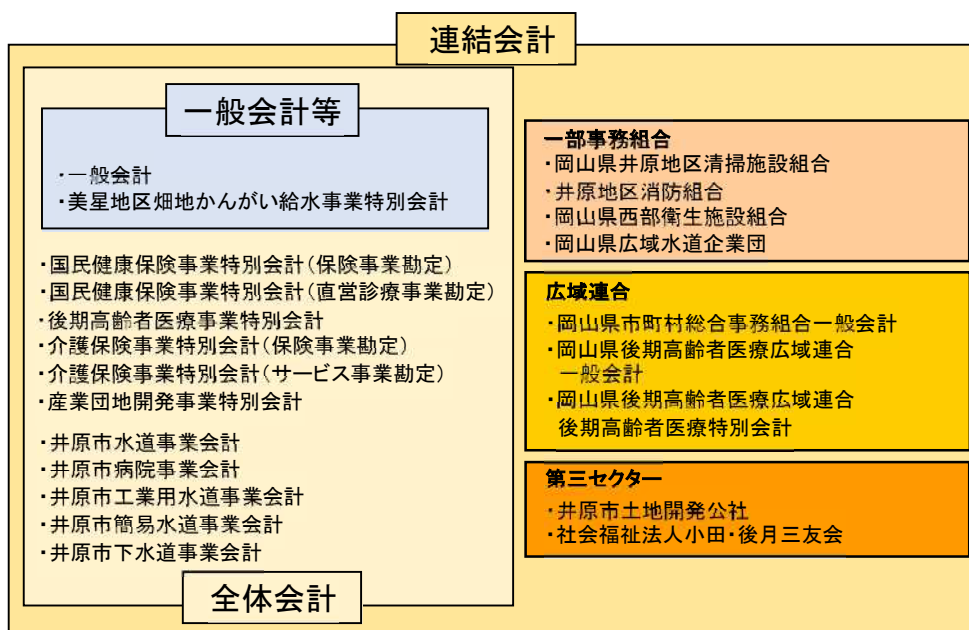 連結会計
一般会計等
・一般会計
・美星地区畑地かんがい給水事業特別会計
・国民健康保険事業特別会計(保険事業勘定)
・国民健康保険事業特別会計(直営診療事業勘定)
・後期高齢者医療事業特別会計
・介護保険事業特別会計(保険事業勘定)
・介護保険事業特別会計(サービス事業勘定)
・産業団地開発事業特別会計
・井原市水道事業会計
・井原市病院事業会計
・井原市工業用水道事業会計
・井原市簡易水道事業会計
・井原市下水道事業会計
全体会計
一部事務組合
・岡山県井原地区清掃施設組合
・井原地区消防組合
・岡山県西部衛生施設組合
・岡山県広域水道企業団
広域連合
・岡山県市町村総合事務組合一般会計
・岡山県後期高齢者医療広域連合
一般会計
・岡山県後期高齢者医療広域連合
後期高齢者医療特別会計
第三セクター
・井原市土地開発公社
・社会福祉法人小田・後月三友会